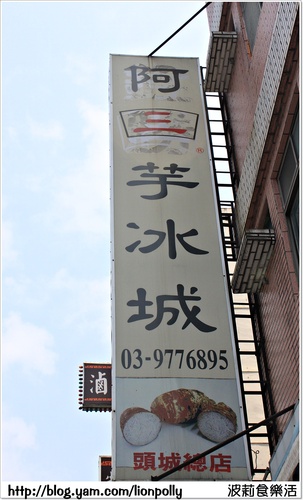 阿
三
®
芋
冰
城
03-9776895
滷
頭城總店
http://blog.yam.com/lionpolly
波莉食樂活